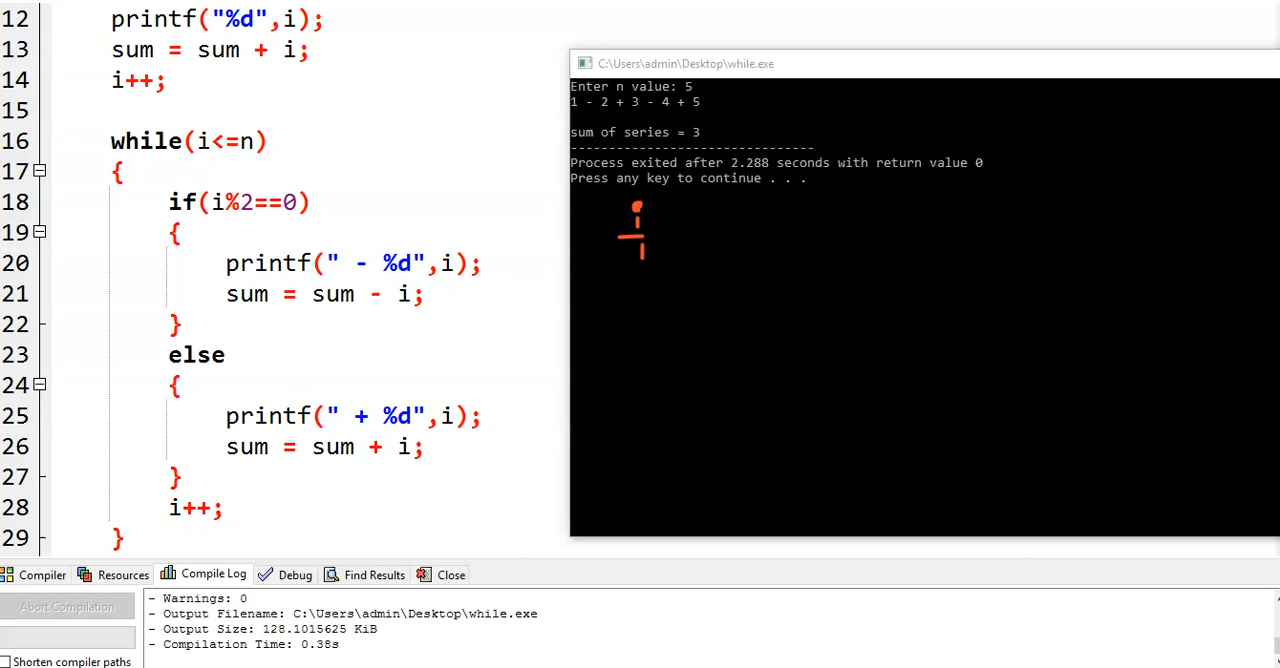 12 printf("%d",i);
13 sum = sum + i;
14 i++;
15
16 while(i<=n)
17 {
18 if(i%2==0)
19 {
20 printf(" - %d",i);
21 sum = sum - i;
22 }
23 else
24 {
25 printf(" + %d",i);
26 sum = sum + i;
27 }
28 i++;
29 }
C:\Users\admin\Desktop\while.exe
Enter n value: 5
1 - 2 + 3 - 4 + 5
sum of series = 3
--------------------------------
Process exited after 2.288 seconds with return value 0
Press any key to continue . . .
i
1
Compiler Resources Compile Log Debug Find Results Close
Abort Compilation
Shorten compiler paths
- Warnings: 0
- Output Filename: C:\Users\admin\Desktop\while.exe
- Output Size: 128.1015625 KiB
- Compilation Time: 0.38s